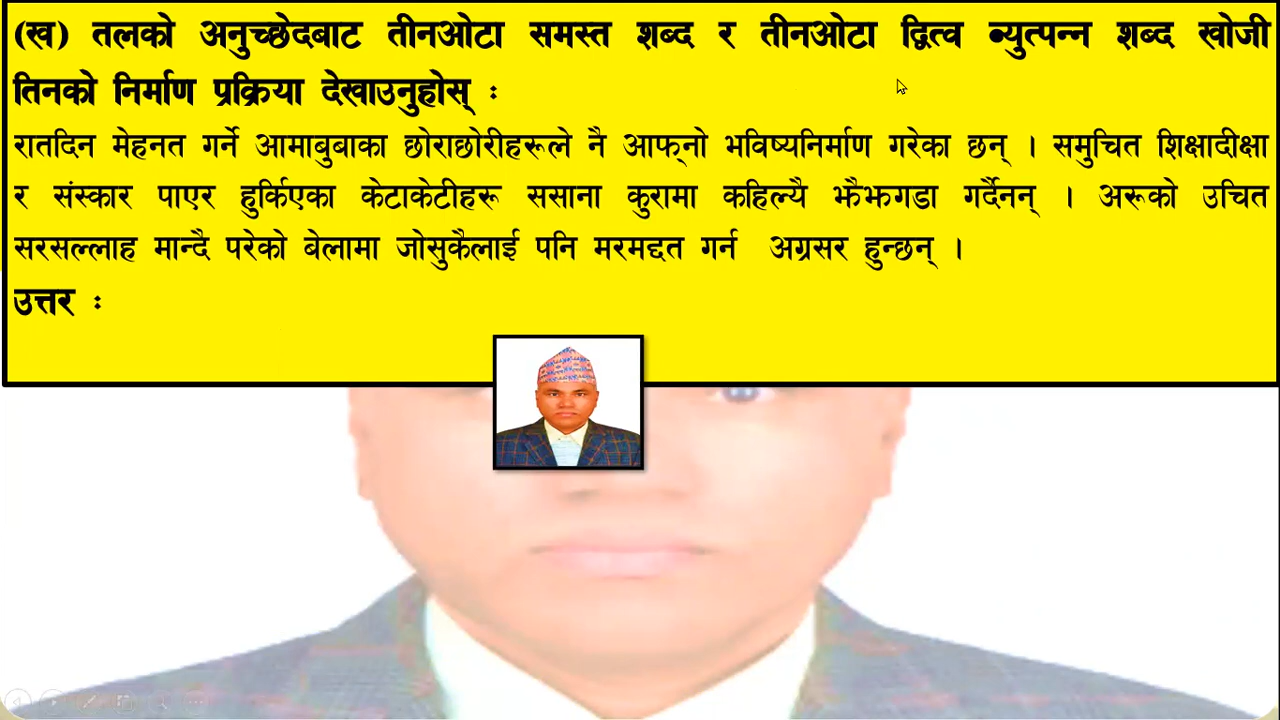 (ख) तलको अनुच्छेदबाट तीनओटा समस्त शब्द र तीनओटा द्वित्व व्युत्पन्न शब्द खोजी
तिनको निर्माण प्रक्रिया देखाउनुहोस् :
रातदिन मेहनत गर्ने आमाबुबाका छोराछोरीहरूले नै आफ्‌नो भविष्यनिर्माण गरेका छन् । समुचित शिक्षादीक्षा
र संस्कार पाएर हुर्किएका केटाकेटीहरू ससाना कुरामा कहिल्यै झैझगडा गर्दैनन् । अरूको उचित
सरसल्लाह मान्दै परेको बेलामा जोसुकैलाई पनि मरमद्दत गर्न अग्रसर हुन्छन् ।
उत्तर :